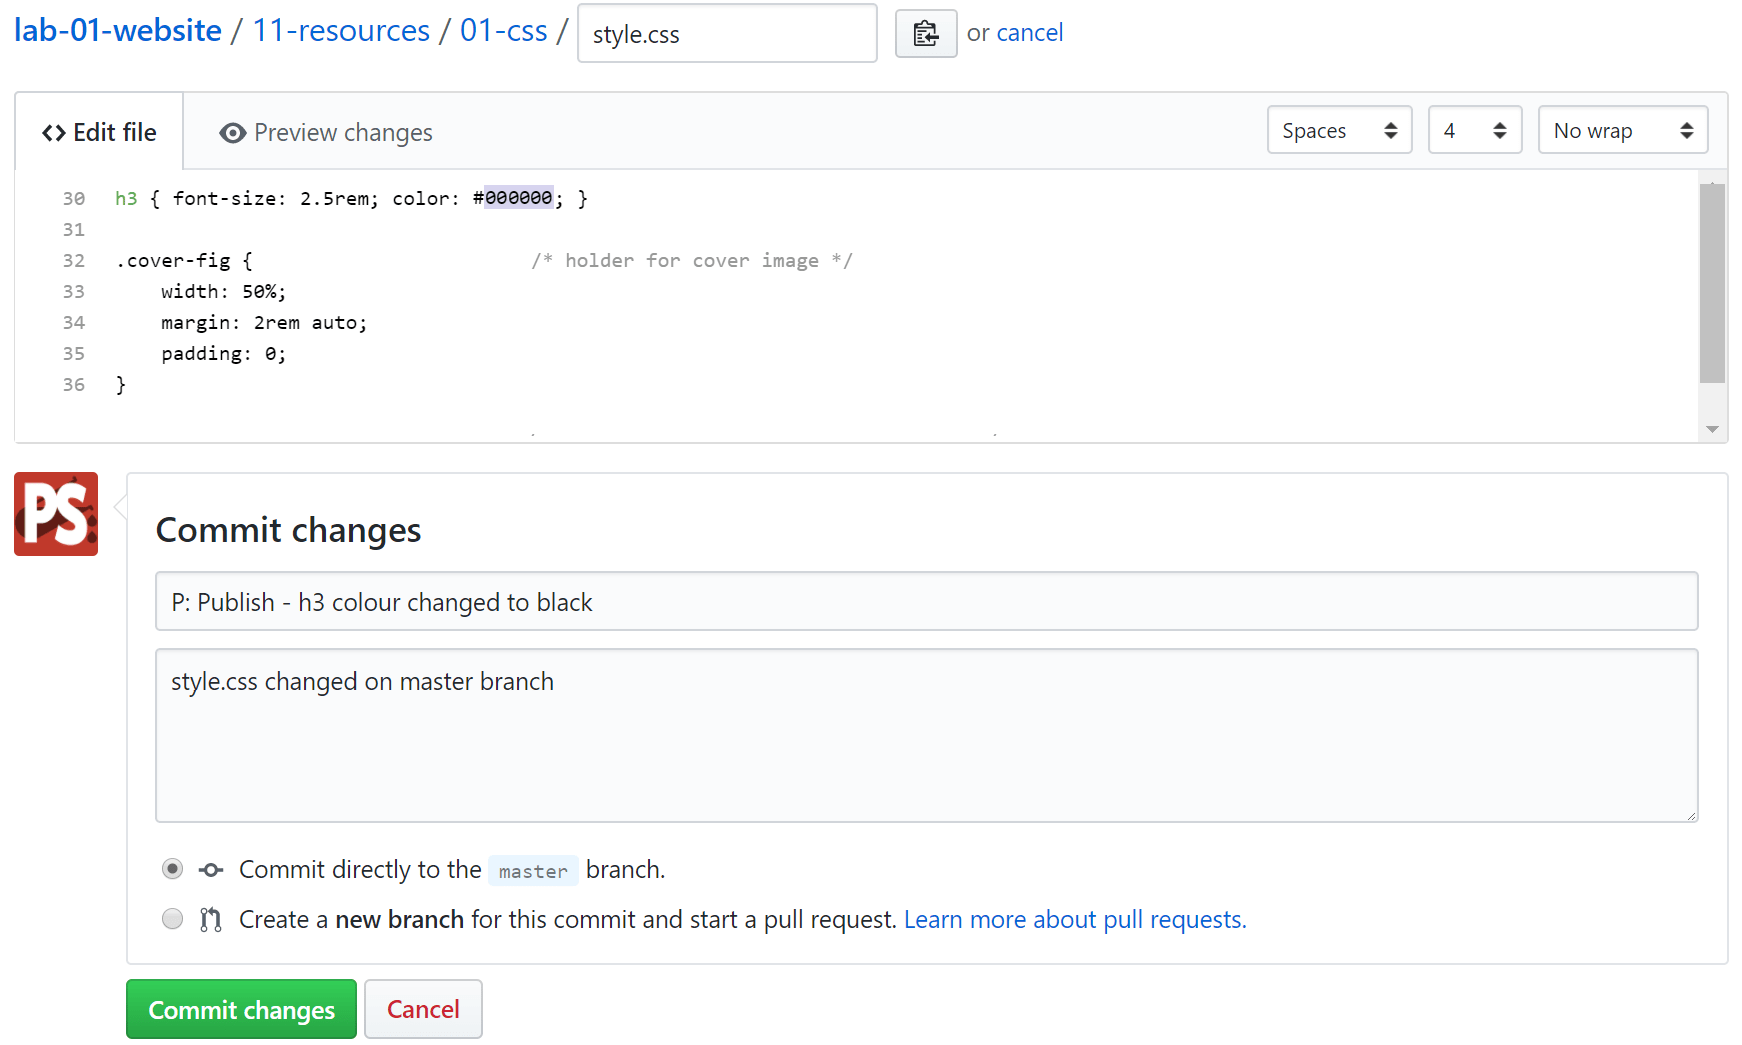 lab-01-website / 11-resources / 01-css / style.css or cancel
<> Edit file Preview changes Spaces 4 No wrap
30 h3 { font-size: 2.5rem; color: #000000; }
31
32 .cover-fig { /* holder for cover image */
33 width: 50%;
34 margin: 2rem auto;
35 padding: 0;
36 }
PS
Commit changes
P: Publish - h3 colour changed to black
style.css changed on master branch
Commit directly to the master branch.
Create a new branch for this commit and start a pull request. Learn more about pull requests.
Commit changes Cancel